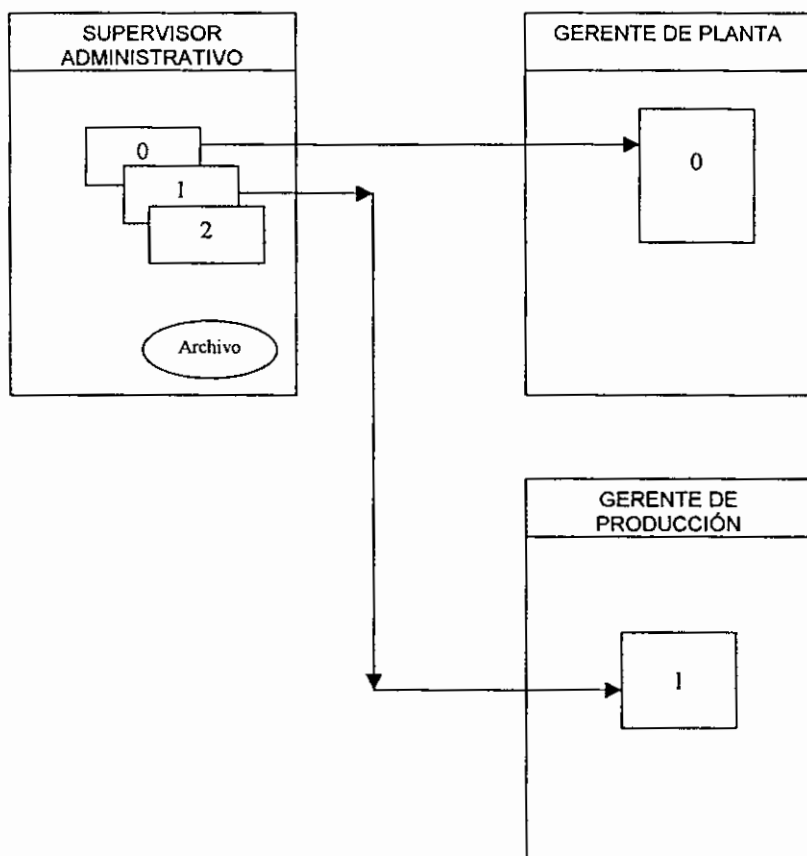 SUPERVISOR
ADMINISTRATIVO
0
1
2
Archivo
GERENTE DE PLANTA
0
GERENTE DE
PRODUCCIÓN
1